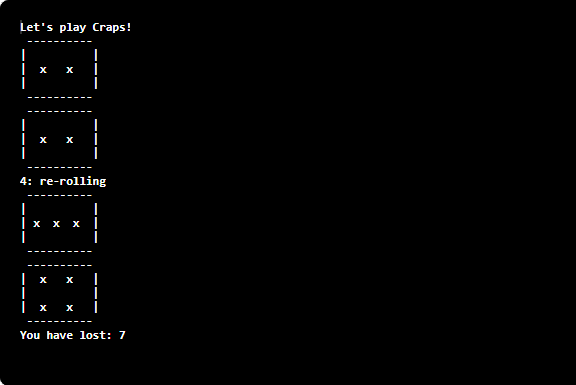 Let's play Craps!
 ----------
|          |
|  x   x   |
|          |
 ----------
 ----------
|          |
|  x   x   |
|          |
 ----------
4: re-rolling
 ----------
|          |
| x  x  x  |
|          |
 ----------
 ----------
|  x   x   |
|          |
|  x   x   |
 ----------
You have lost: 7